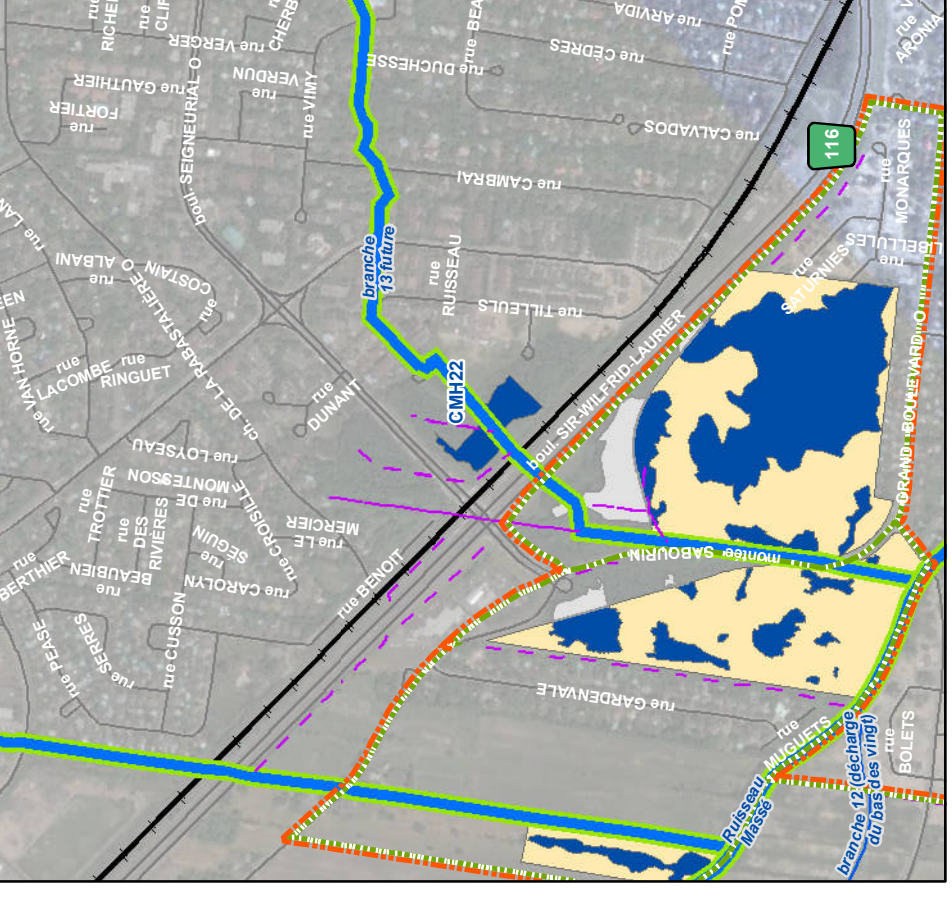 rue
RICHEL
rue
CLIF
rue
CHERB
rue VERGER
rue GAUTHIER
rue
VERDUN
rue
FORTIER
rue VIMY
boul. SEIGNEURIAL O
rue DUCHESSE
rue BEA
rue ARVIDA
rue CÈDRES
rue POM
rue
ARONIA
rue CALVADOS
116
rue
MONARQUES
rue CAMBRAI
rue LAN
rue
ALBANI
rue
COSTAIN
ch. DE LA RABASTALIÈRE O
branche
13 future
rue
RUISSEAU
rue TILLEULS
rue
LIBELLULES
rue
SATURNIES
EEN
rue VAN HORNE
rue
LACOMBE
rue
RINGUET
rue
DUNANT
CMH22
boul. SIR-WILFRID-LAURIER
GRAND BOULEVARD O
rue LOYSEAU
rue DE
MONTESSON
rue
TROTTIER
rue
DES
RIVIÈRES
rue CROISILLE
rue LE
MERCIER
rue
SÉGUIN
rue
BERTHIER
rue
BEAUBIEN
rue CAROLYN
rue BENOIT
montée SABOURIN
rue PEASE
rue SERRES
rue CUSSON
rue GARDENVALE
rue
MUGUETS
rue
BOLETS
Ruisseau
Massé
branche 12 (décharge
du bas des vingt)